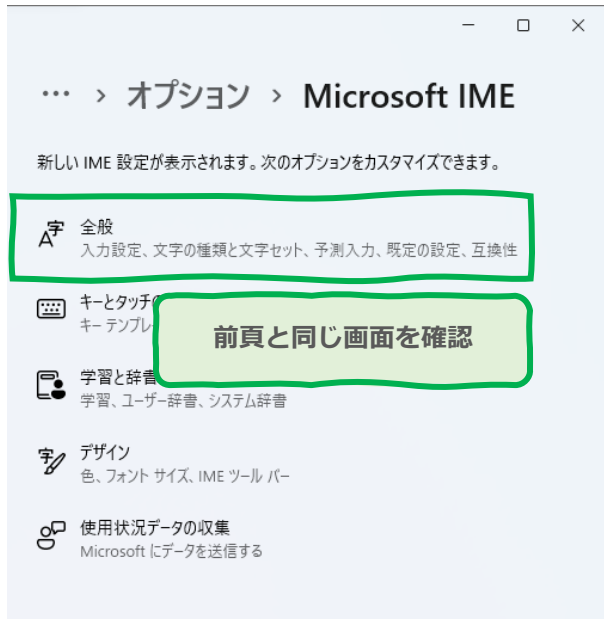 … > オプション > Microsoft IME
新しい IME 設定が表示されます。次のオプションをカスタマイズできます。
全般
入力設定、文字の種類と文字セット、予測入力、既定の設定、互換性
キーとタッチの
キー テンプレ
前頁と同じ画面を確認
学習と辞書
学習、ユーザー辞書、システム辞書
デザイン
色、フォント サイズ、IME ツール バー
使用状況データの収集
Microsoft にデータを送信する